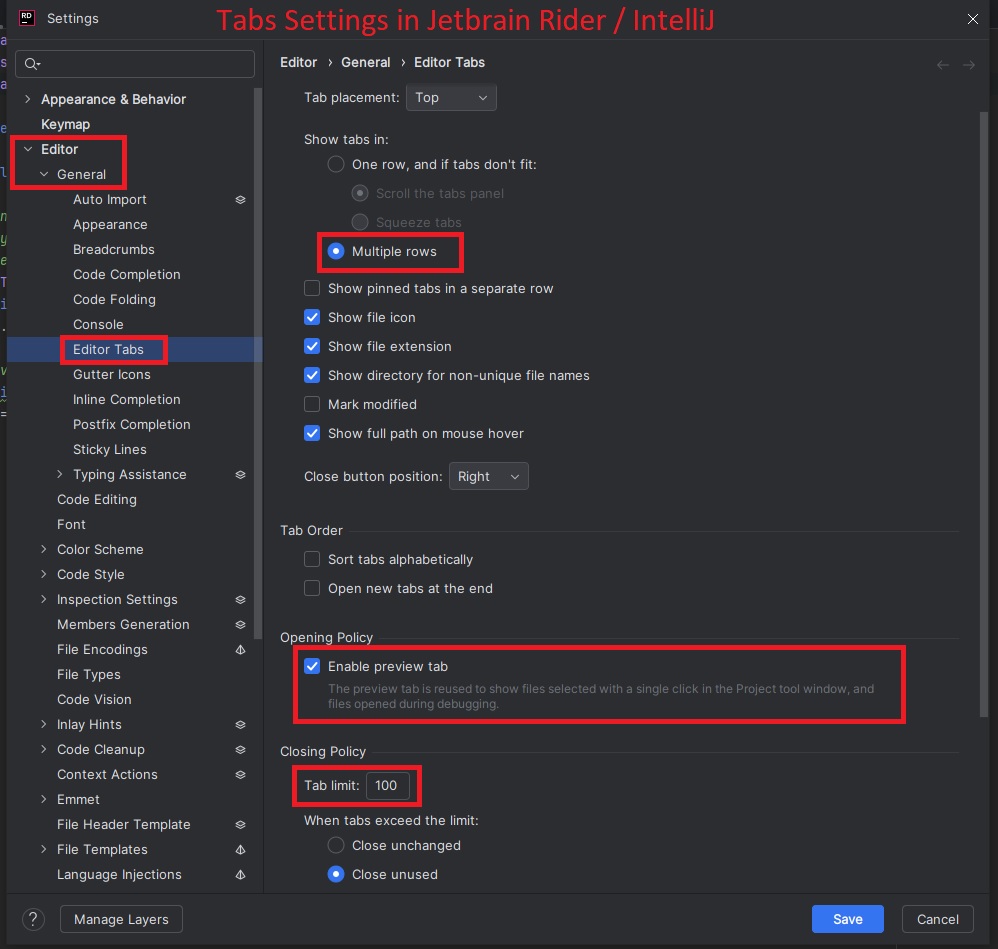 RD
Settings
Tabs Settings in Jetbrain Rider / IntelliJ
Appearance & Behavior
Keymap
Editor
General
Auto Import
Appearance
Breadcrumbs
Code Completion
Code Folding
Console
Editor Tabs
Gutter Icons
Inline Completion
Postfix Completion
Sticky Lines
Typing Assistance
Code Editing
Font
Color Scheme
Code Style
Inspection Settings
Members Generation
File Encodings
File Types
Code Vision
Inlay Hints
Code Cleanup
Context Actions
Emmet
File Header Template
File Templates
Language Injections
Editor › General › Editor Tabs
Tab placement: Top
Show tabs in:
One row, and if tabs don't fit:
Scroll the tabs panel
Squeeze tabs
Multiple rows
Show pinned tabs in a separate row
Show file icon
Show file extension
Show directory for non-unique file names
Mark modified
Show full path on mouse hover
Close button position: Right
Tab Order
Sort tabs alphabetically
Open new tabs at the end
Opening Policy
Enable preview tab
The preview tab is reused to show files selected with a single click in the Project tool window, and
files opened during debugging.
Closing Policy
Tab limit: 100
When tabs exceed the limit:
Close unchanged
Close unused
? Manage Layers
Save Cancel